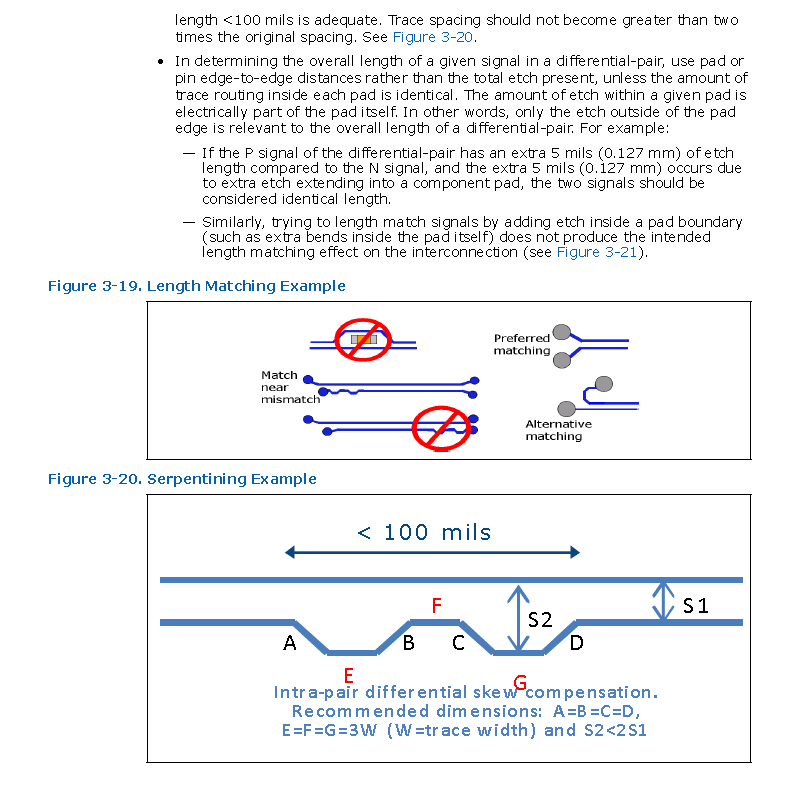 length <100 mils is adequate. Trace spacing should not become greater than two
times the original spacing. See Figure 3-20.
• In determining the overall length of a given signal in a differential-pair, use pad or
pin edge-to-edge distances rather than the total etch present, unless the amount of
trace routing inside each pad is identical. The amount of etch within a given pad is
electrically part of the pad itself. In other words, only the etch outside of the pad
edge is relevant to the overall length of a differential-pair. For example:
— If the P signal of the differential-pair has an extra 5 mils (0.127 mm) of etch
length compared to the N signal, and the extra 5 mils (0.127 mm) occurs due
to extra etch extending into a component pad, the two signals should be
considered identical length.
— Similarly, trying to length match signals by adding etch inside a pad boundary
(such as extra bends inside the pad itself) does not produce the intended
length matching effect on the interconnection (see Figure 3-21).
Figure 3-19. Length Matching Example
Preferred
matching
Match
near
mismatch
Alternative
matching
Figure 3-20. Serpentining Example
< 100 mils
F
S2
S1
A
B
C
D
E
G
Intra-pair differential skew compensation.
Recommended dimensions: A=B=C=D,
E=F=G=3W (W=trace width) and S2<2S1